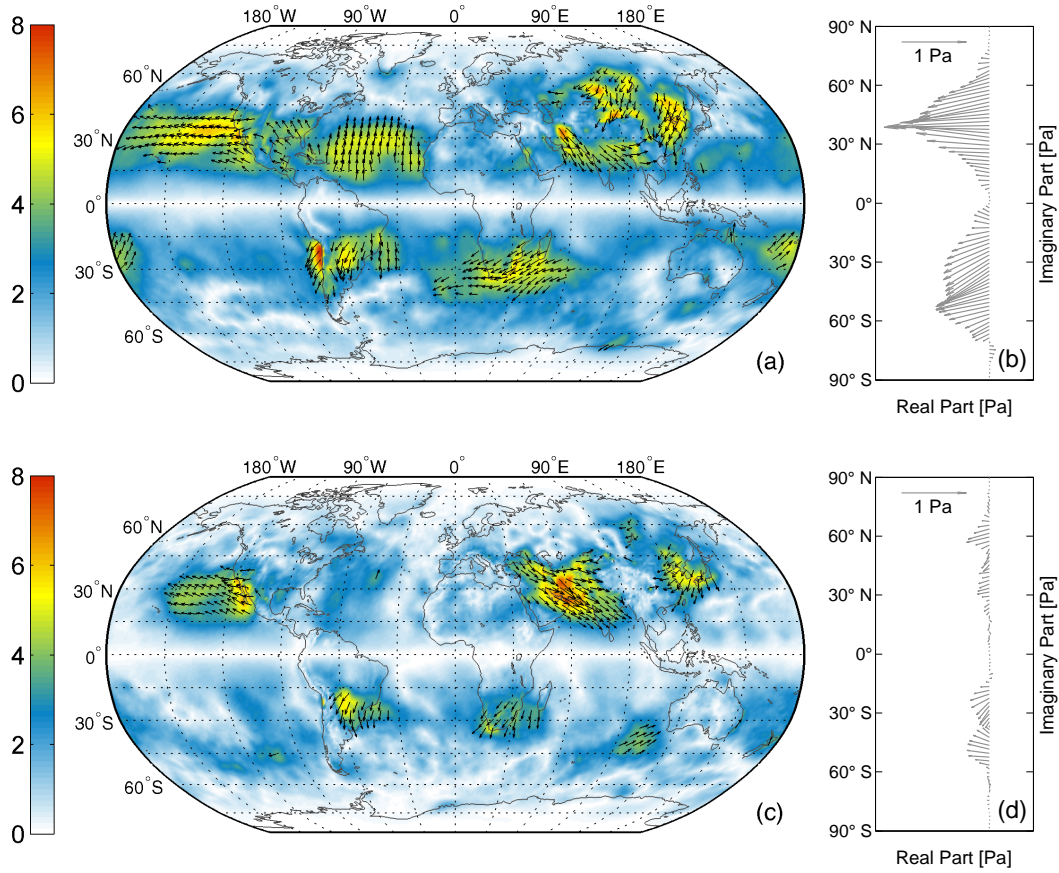 180°W 90°W 0° 90°E 180°E
8
6
4
2
0
60°N
30°N
0°
30°S
60°S
(a)
90° N
60° N
30° N
0°
30° S
60° S
90° S
1 Pa
(b)
Real Part [Pa]
Imaginary Part [Pa]
180°W 90°W 0° 90°E 180°E
8
6
4
2
0
60°N
30°N
0°
30°S
60°S
(c)
90° N
60° N
30° N
0°
30° S
60° S
90° S
1 Pa
(d)
Real Part [Pa]
Imaginary Part [Pa]